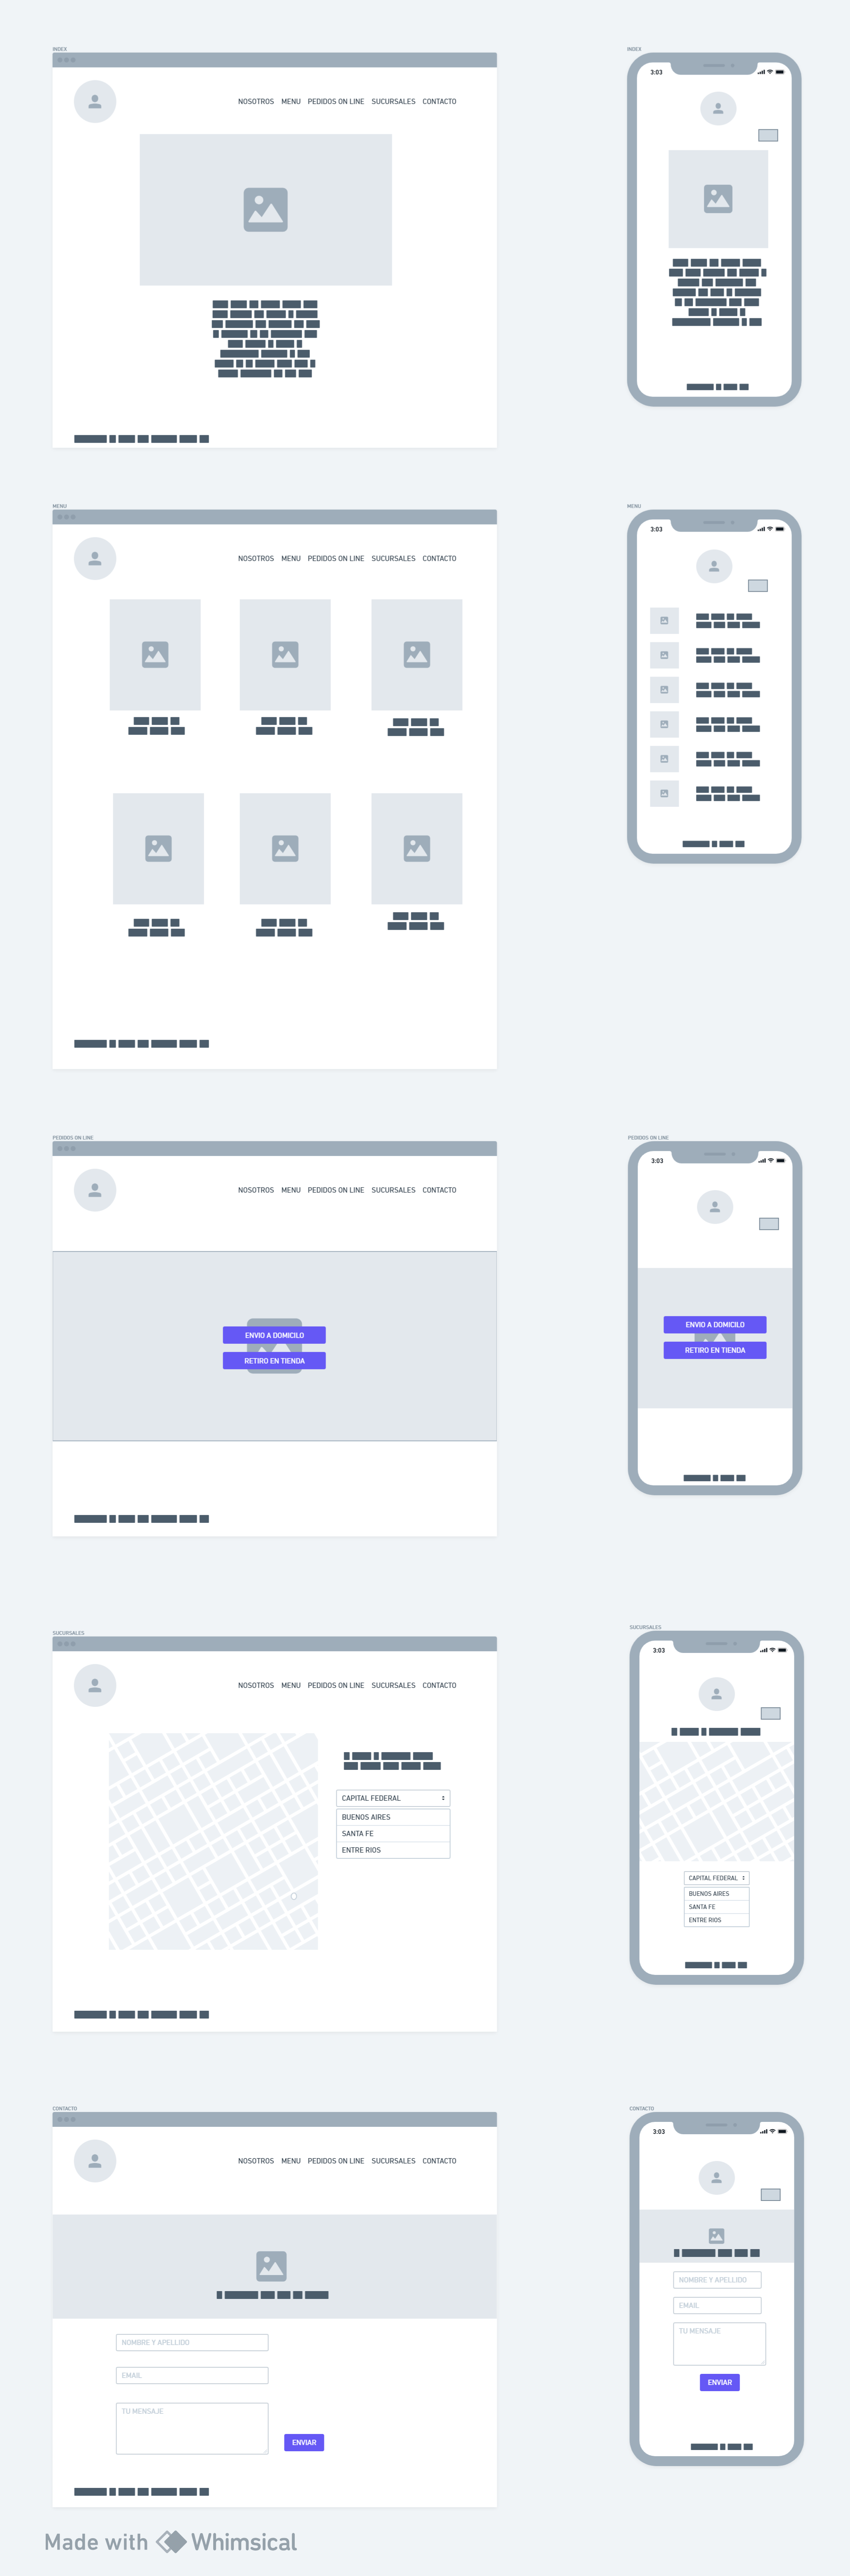 INDEX
NOSOTROS MENU PEDIDOS ON LINE SUCURSALES CONTACTO
INDEX
3:03
MENU
NOSOTROS MENU PEDIDOS ON LINE SUCURSALES CONTACTO
MENU
3:03
PEDIDOS ON LINE
NOSOTROS MENU PEDIDOS ON LINE SUCURSALES CONTACTO
ENVIO A DOMICILO
RETIRO EN TIENDA
PEDIDOS ON LINE
3:03
ENVIO A DOMICILO
RETIRO EN TIENDA
SUCURSALES
NOSOTROS MENU PEDIDOS ON LINE SUCURSALES CONTACTO
CAPITAL FEDERAL
BUENOS AIRES
SANTA FE
ENTRE RIOS
SUCURSALES
3:03
CAPITAL FEDERAL
BUENOS AIRES
SANTA FE
ENTRE RIOS
CONTACTO
NOSOTROS MENU PEDIDOS ON LINE SUCURSALES CONTACTO
NOMBRE Y APELLIDO
EMAIL
TU MENSAJE
ENVIAR
CONTACTO
3:03
NOMBRE Y APELLIDO
EMAIL
TU MENSAJE
ENVIAR
Made with Whimsical